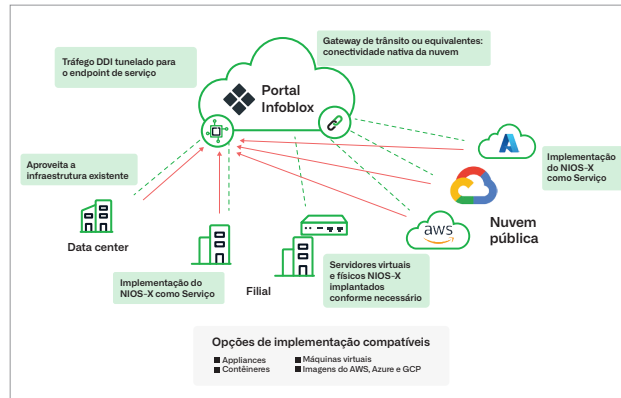 Tráfego DDI tunelado para
o endpoint de serviço
Gateway de trânsito ou equivalentes:
conectividade nativa da nuvem
Portal
Infoblox
Aproveita a
infraestrutura existente
Implementação
do NIOS-X
como Serviço
Data center
aws
Nuvem
pública
Implementação do
NIOS-X como Serviço
Filial
Servidores virtuais
e físicos NIOS-X
implantados
conforme necessário
Opções de implementação compatíveis
Appliances
Máquinas virtuais
Contêineres
Imagens do AWS, Azure e GCP